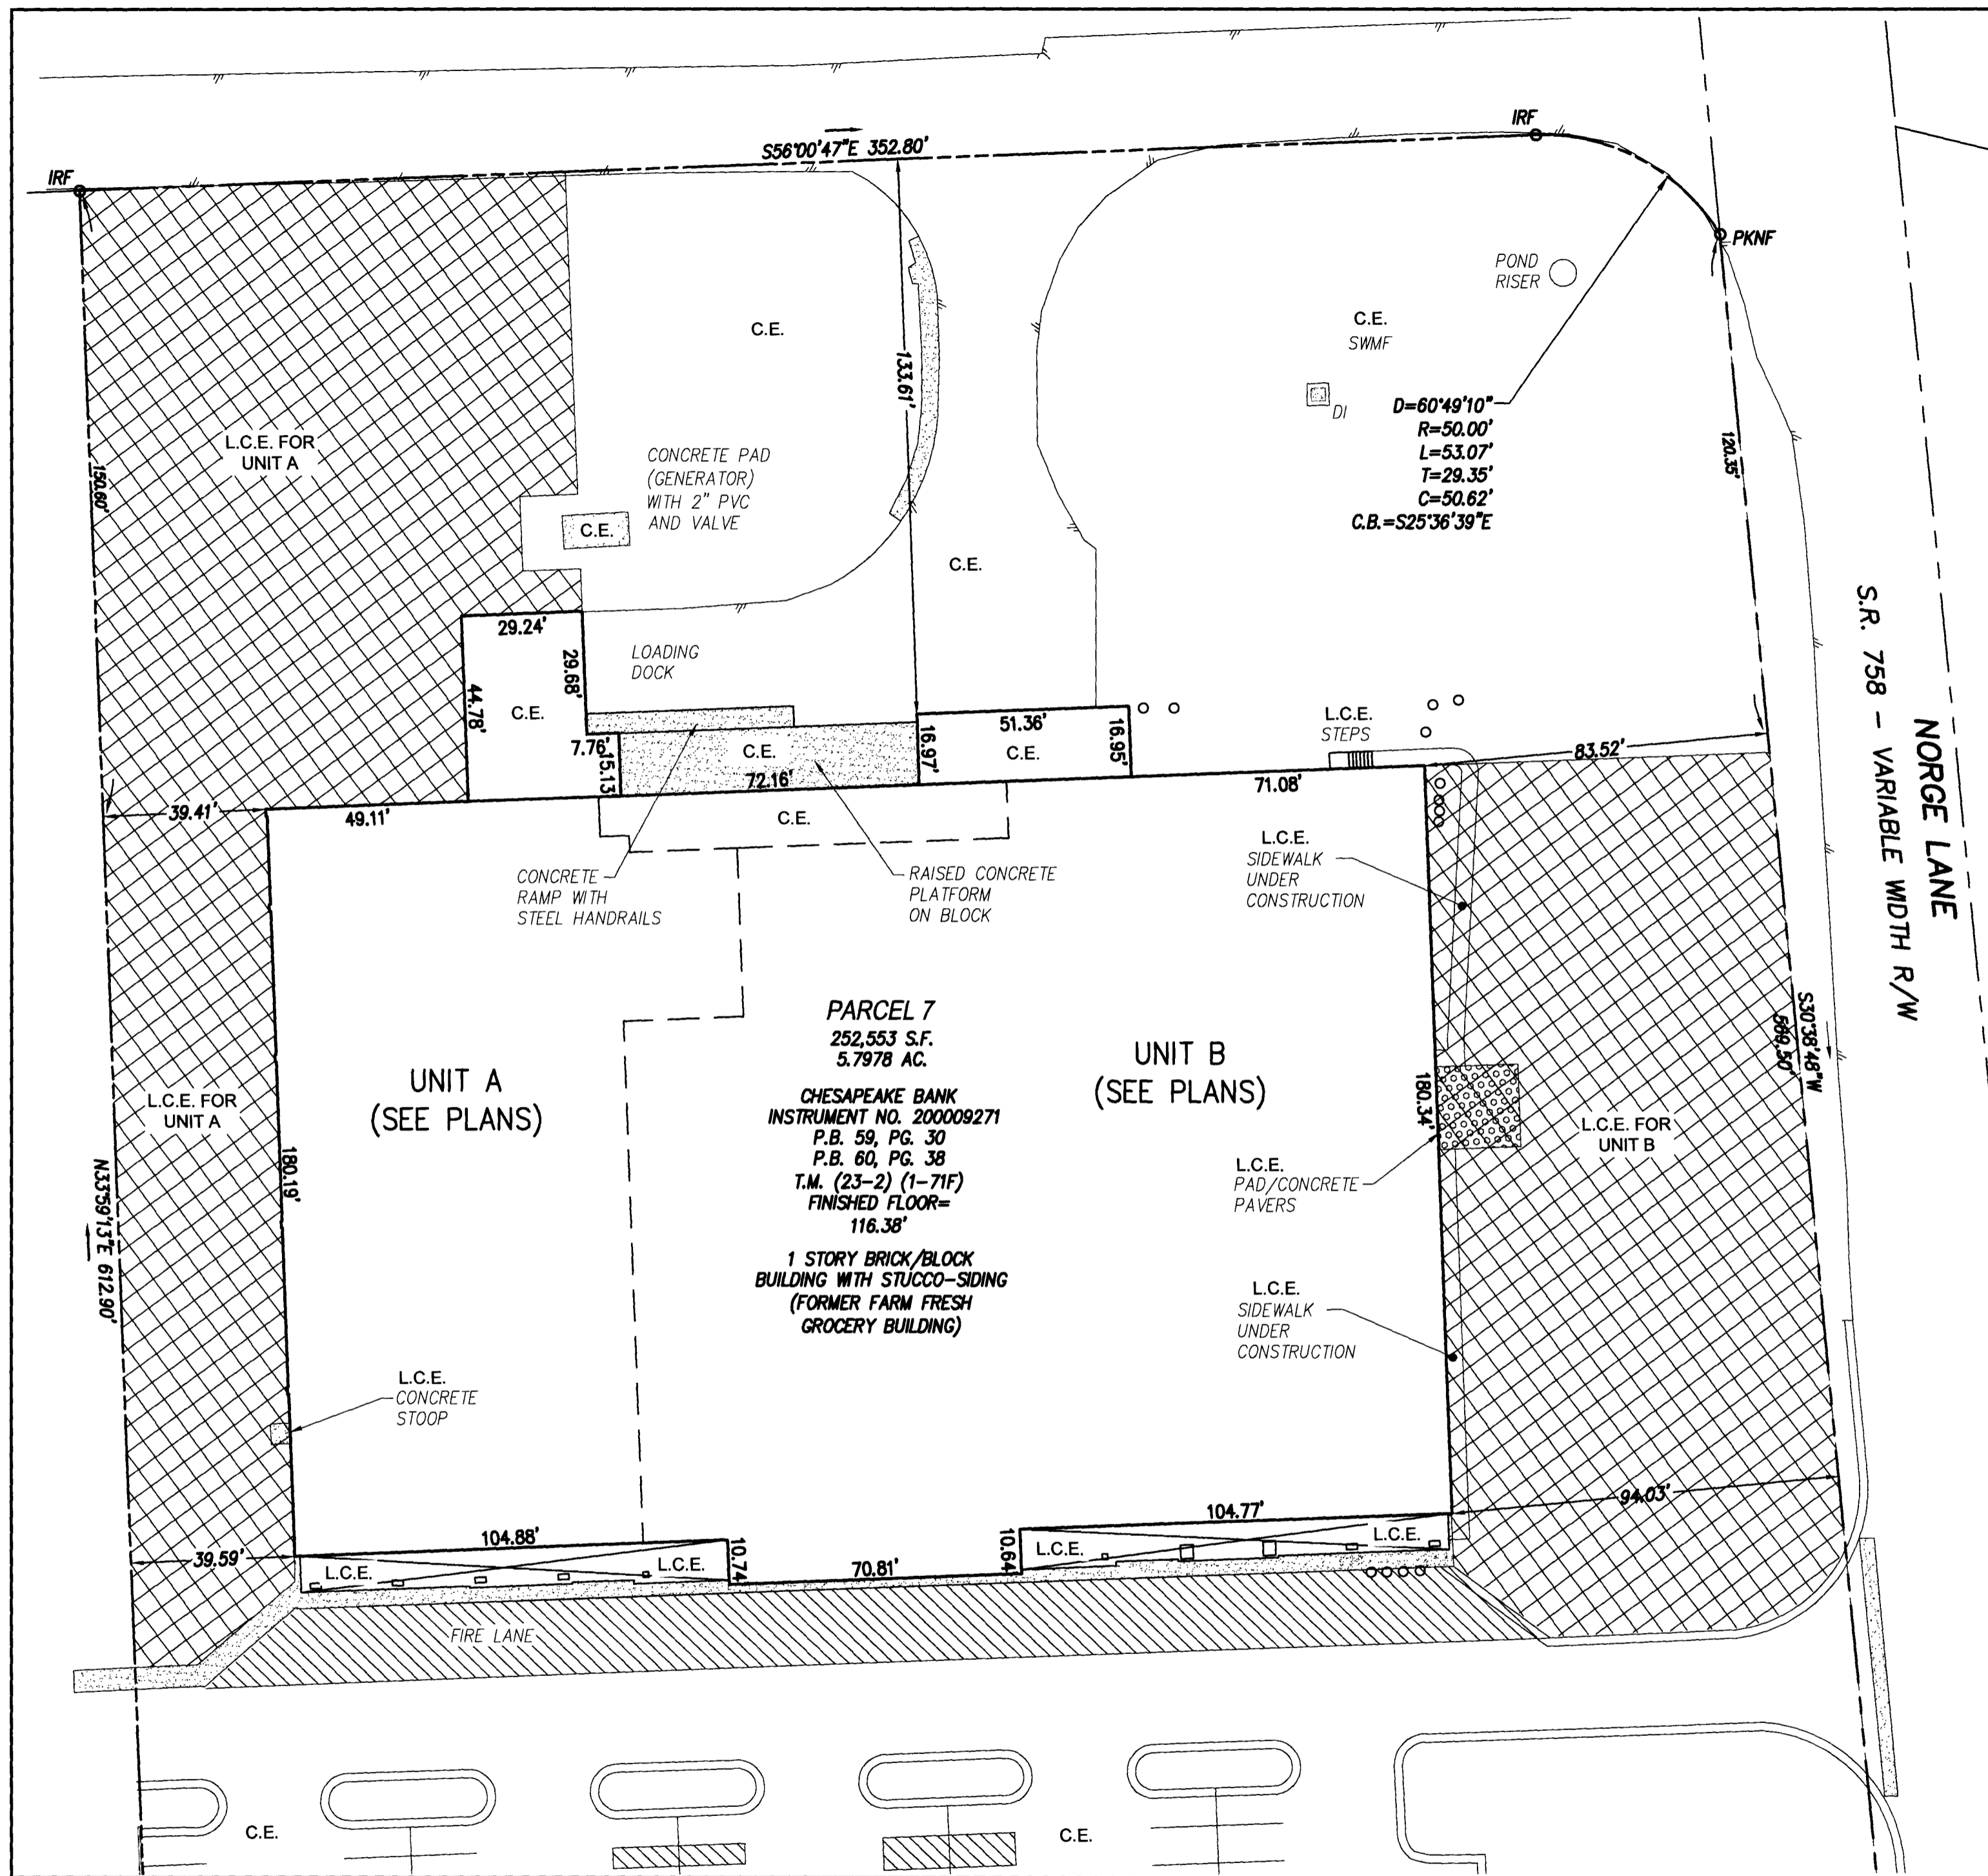 IRF
S56°00'47"E 352.80'
IRF
PKNF
POND
RISER
C.E.
C.E.
SWMF
DI
D=60°49'10"
R=50.00'
L=53.07'
T=29.35'
C=50.62'
C.B.=S25°36'39"E
133.61'
120.35'
150.60'
L.C.E. FOR
UNIT A
CONCRETE PAD
(GENERATOR)
WITH 2" PVC
AND VALVE
C.E.
C.E.
S.R. 758 - VARIABLE WIDTH R/W
NORGE LANE
29.24'
29.68'
44.78'
C.E.
LOADING
DOCK
7.76'
15.13'
C.E.
72.16'
16.97'
51.36'
C.E.
16.95'
L.C.E.
STEPS
83.52'
71.08'
39.41'
49.11'
C.E.
CONCRETE
RAMP WITH
STEEL HANDRAILS
RAISED CONCRETE
PLATFORM
ON BLOCK
L.C.E.
SIDEWALK
UNDER
CONSTRUCTION
S30°38'48"W
569.50'
PARCEL 7
252,553 S.F.
5.7978 AC.
CHESAPEAKE BANK
INSTRUMENT NO. 200009271
P.B. 59, PG. 30
P.B. 60, PG. 38
T.M. (23-2) (1-71F)
FINISHED FLOOR=
116.38'
1 STORY BRICK/BLOCK
BUILDING WITH STUCCO-SIDING
(FORMER FARM FRESH
GROCERY BUILDING)
UNIT A
(SEE PLANS)
UNIT B
(SEE PLANS)
L.C.E. FOR
UNIT A
180.19'
N33°59'13"E 612.90'
180.34'
L.C.E. FOR
UNIT B
L.C.E.
PAD/CONCRETE
PAVERS
L.C.E.
SIDEWALK
UNDER
CONSTRUCTION
L.C.E.
CONCRETE
STOOP
39.59'
104.88'
L.C.E.
L.C.E.
10.74'
70.81'
10.64'
104.77'
L.C.E.
L.C.E.
94.03'
FIRE LANE
C.E.
C.E.